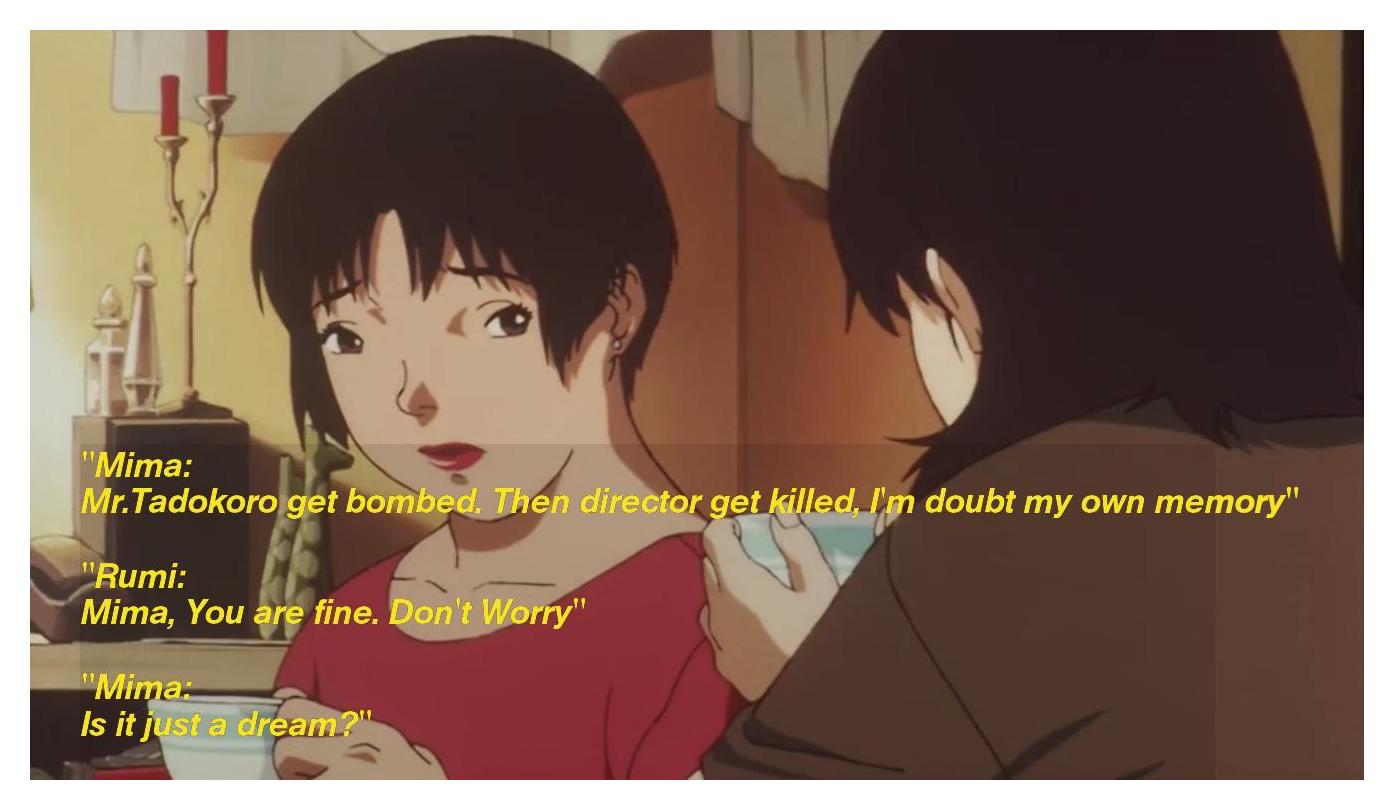 "Mima:
Mr.Tadokoro get bombed. Then director get killed, I'm doubt my own memory"
"Rumi:
Mima, You are fine. Don't Worry"
"Mima:
Is it just a dream?"